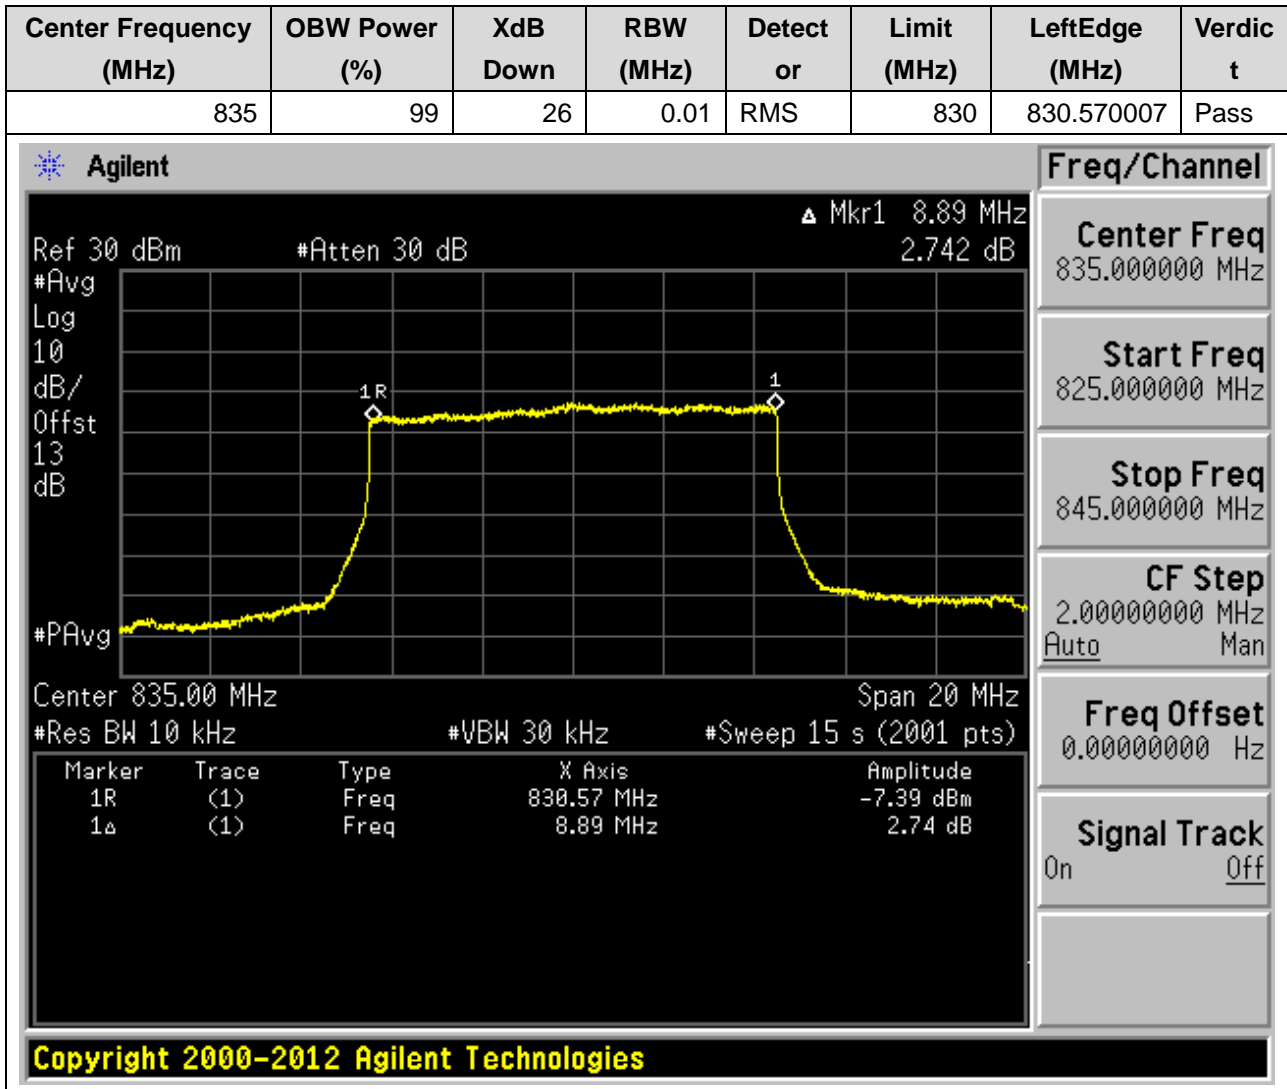 Center Frequency OBW Power XdB RBW Detect Limit LeftEdge Verdic
(MHz) (%) Down (MHz) or (MHz) (MHz) t
835 99 26 0.01 RMS 830 830.570007 Pass
Agilent
Freq/Channel
Δ Mkr1 8.89 MHz
Ref 30 dBm #Atten 30 dB 2.742 dB
#Avg
Log
10
dB/
Offst
13
dB
1R
1
#PAvg
Center 835.00 MHz Span 20 MHz
#Res BW 10 kHz #VBW 30 kHz #Sweep 15 s (2001 pts)
Marker Trace Type X Axis Amplitude
1R (1) Freq 830.57 MHz -7.39 dBm
1Δ (1) Freq 8.89 MHz 2.74 dB
Center Freq
835.000000 MHz
Start Freq
825.000000 MHz
Stop Freq
845.000000 MHz
CF Step
2.00000000 MHz
Auto Man
Freq Offset
0.00000000 Hz
Signal Track
On Off
Copyright 2000-2012 Agilent Technologies